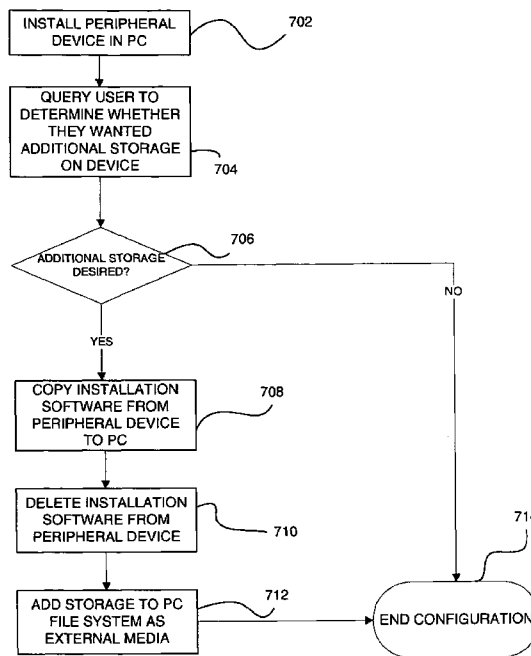 INSTALL PERIPHERAL
DEVICE IN PC
702
QUERY USER TO
DETERMINE WHETHER
THEY WANTED
ADDITIONAL STORAGE
ON DEVICE
704
706
ADDITIONAL STORAGE
DESIRED?
NO
YES
COPY INSTALLATION
SOFTWARE FROM
PERIPHERAL DEVICE
TO PC
708
DELETE INSTALLATION
SOFTWARE FROM
PERIPHERAL DEVICE
710
714
ADD STORAGE TO PC
FILE SYSTEM AS
EXTERNAL MEDIA
712
END CONFIGURATION